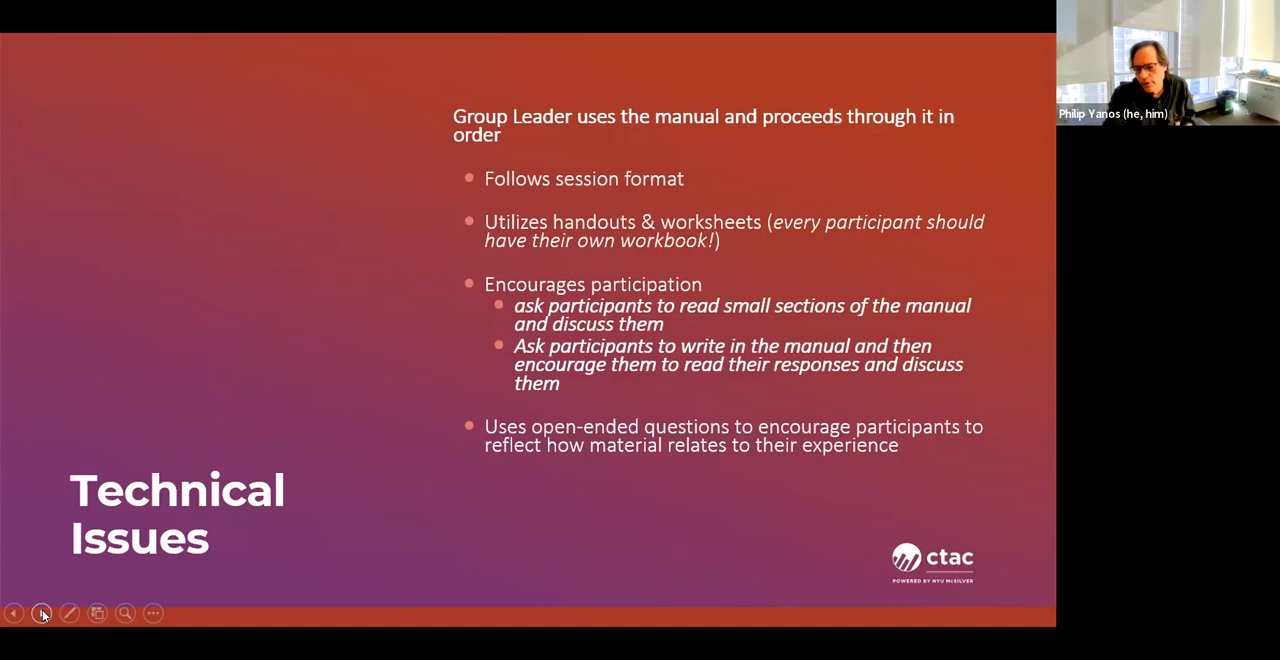 Group Leader uses the manual and proceeds through it in
order
Follows session format
Utilizes handouts & worksheets (every participant should
have their own workbook!)
Encourages participation
ask participants to read small sections of the manual
and discuss them
Ask participants to write in the manual and then
encourage them to read their responses and discuss
them
Uses open-ended questions to encourage participants to
reflect how material relates to their experience
Technical
Issues
ctac
POWERED BY NYU McSILVER
Philip Yanos (he, him)